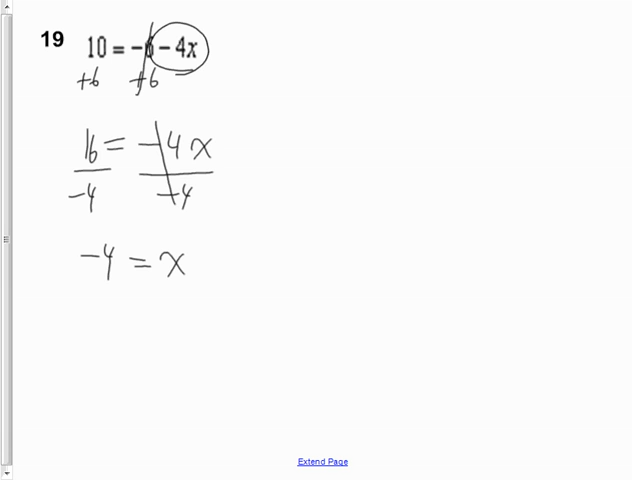 19 10 = -6 - 4x
+6 +6
16 = -4x
-4 -4
-4 = x
Extend Page